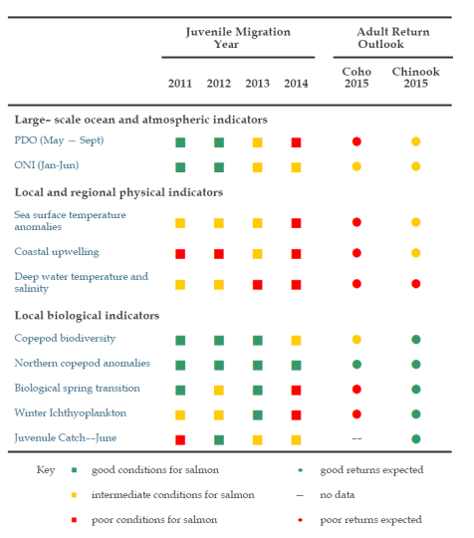 Juvenile Migration
Year
Adult Return
Outlook
2011 2012 2013 2014
Coho
2015
Chinook
2015
Large– scale ocean and atmospheric indicators
PDO (May — Sept)
ONI (Jan-Jun)
Local and regional physical indicators
Sea surface temperature
anomalies
Coastal upwelling
Deep water temperature and
salinity
Local biological indicators
Copepod biodiversity
Northern copepod anomalies
Biological spring transition
Winter Ichthyoplankton
Juvenule Catch--June --
Key good conditions for salmon good returns expected
intermediate conditions for salmon — no data
poor conditions for salmon poor returns expected